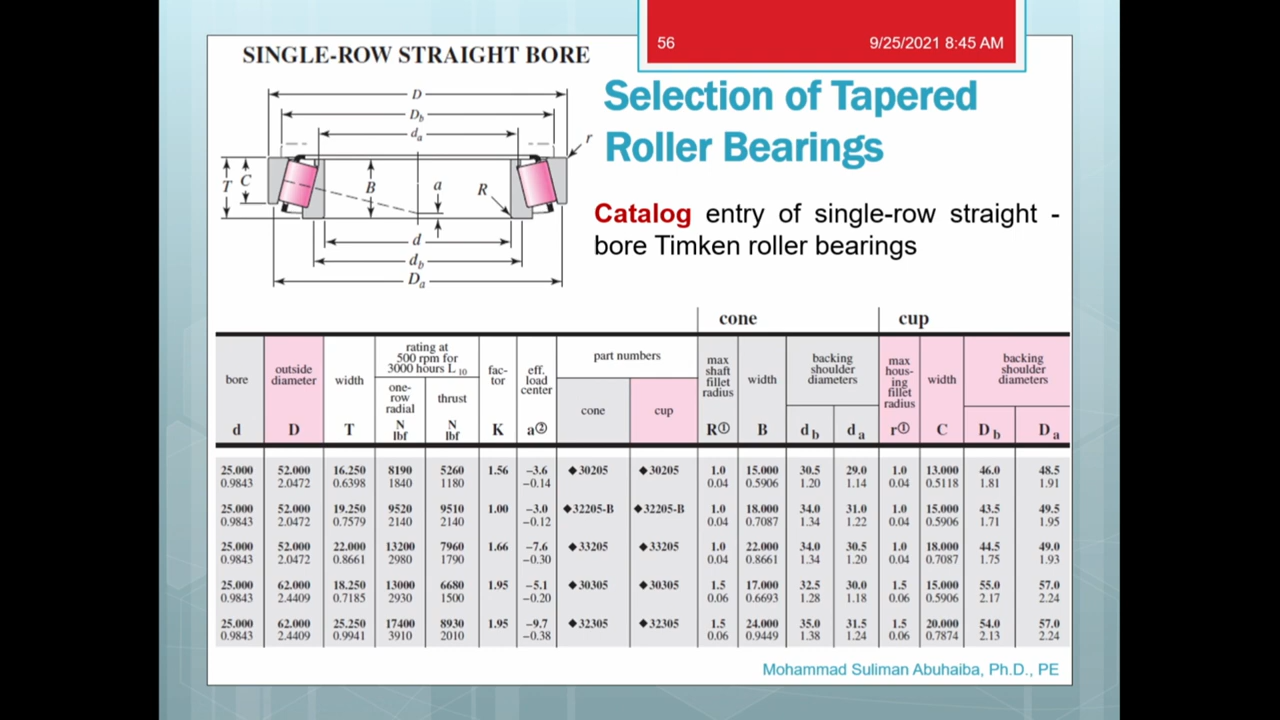 56
9/25/2021 8:45 AM
SINGLE-ROW STRAIGHT BORE
Selection of Tapered
Roller Bearings
Catalog entry of single-row straight -
bore Timken roller bearings
D
Db
da
r
T
C
B
a
R
d
db
Da
cone
cup
bore
d
outside
diameter
D
width
T
rating at
500 rpm for
3000 hours L10
one-
row
radial
N
lbf
thrust
N
lbf
fac-
tor
K
eff.
load
center
a②
part numbers
cone
cup
max
shaft
fillet
radius
R①
width
B
backing
shoulder
diameters
db
da
max
hous-
ing
fillet
radius
r①
width
C
backing
shoulder
diameters
Db
Da
25.000 52.000 16.250 8190 5260 1.56 −3.6 ◆30205 ◆30205 1.0 15.000 30.5 29.0 1.0 13.000 46.0 48.5
0.9843 2.0472 0.6398 1840 1180 −0.14 0.04 0.5906 1.20 1.14 0.04 0.5118 1.81 1.91
25.000 52.000 19.250 9520 9510 1.00 −3.0 ◆32205-B ◆32205-B 1.0 18.000 34.0 31.0 1.0 15.000 43.5 49.5
0.9843 2.0472 0.7579 2140 2140 −0.12 0.04 0.7087 1.34 1.22 0.04 0.5906 1.71 1.95
25.000 52.000 22.000 13200 7960 1.66 −7.6 ◆33205 ◆33205 1.0 22.000 34.0 30.5 1.0 18.000 44.5 49.0
0.9843 2.0472 0.8661 2980 1790 −0.30 0.04 0.8661 1.34 1.20 0.04 0.7087 1.75 1.93
25.000 62.000 18.250 13000 6680 1.95 −5.1 ◆30305 ◆30305 1.5 17.000 32.5 30.0 1.5 15.000 55.0 57.0
0.9843 2.4409 0.7185 2930 1500 −0.20 0.06 0.6693 1.28 1.18 0.06 0.5906 2.17 2.24
25.000 62.000 25.250 17400 8930 1.95 −9.7 ◆32305 ◆32305 1.5 24.000 35.0 31.5 1.5 20.000 54.0 57.0
0.9843 2.4409 0.9941 3910 2010 −0.38 0.06 0.9449 1.38 1.24 0.06 0.7874 2.13 2.24
Mohammad Suliman Abuhaiba, Ph.D., PE